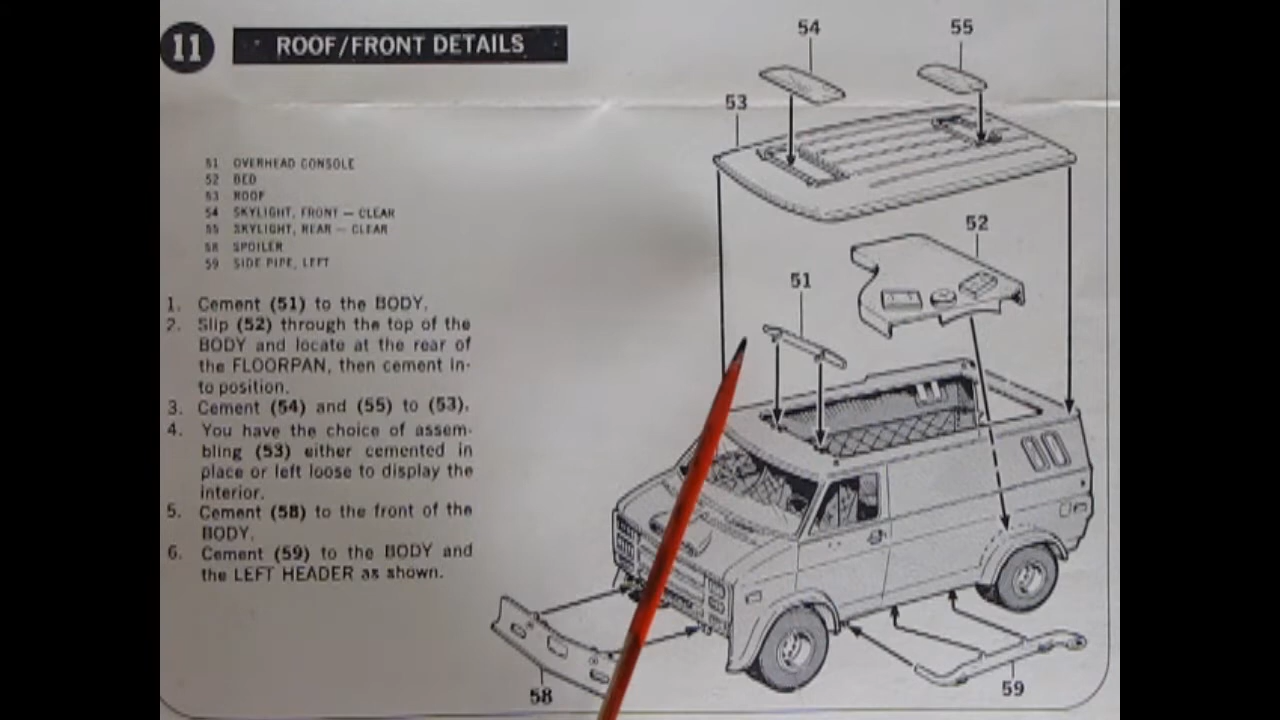 11 ROOF/FRONT DETAILS
51 OVERHEAD CONSOLE
52 BED
53 ROOF
54 SKYLIGHT, FRONT — CLEAR
55 SKYLIGHT, REAR — CLEAR
58 SPOILER
59 SIDE PIPE, LEFT
1. Cement (51) to the BODY.
2. Slip (52) through the top of the
BODY and locate at the rear of
the FLOORPAN, then cement in-
to position.
3. Cement (54) and (55) to (53).
4. You have the choice of assem-
bling (53) either cemented in
place or left loose to display the
interior.
5. Cement (58) to the front of the
BODY.
6. Cement (59) to the BODY and
the LEFT HEADER as shown.
54
55
53
52
51
58
59